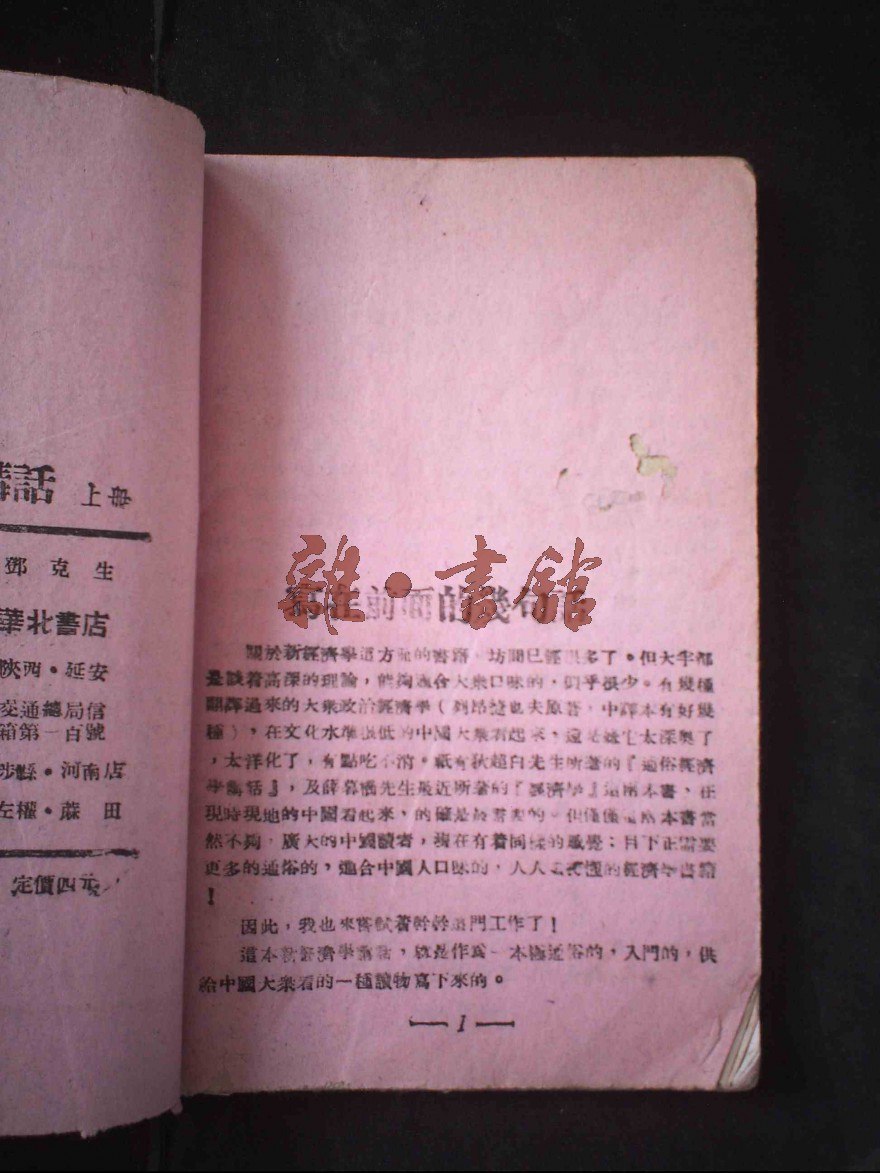 講話 上册
鄧克生
華北書店
陝西・延安
交通總局信
箱第一百號
涉縣・河南店
左權・蔴田
定價四元
雜・書館
寫在前面的幾句話
關於新經濟學這方面的書籍,坊間已經很多了。但大半都
是談着高深的理論,能夠適合大衆口味的,似乎很少。有幾種
翻譯過來的大衆政治經濟學(列昂捷也夫原著,中譯本有好幾
種),在文化水準很低的中國大衆看起來,還是嫌它太深奧了
,太洋化了,有點吃不消。祇有秋超白先生所著的『通俗經濟
學講話』,及薛暮橋先生最近所著的『經濟學』這兩本書,在
現時現地的中國看起來,的確是最需要的。但僅僅這兩本書當
然不夠,廣大的中國讀者,現在有着同樣的感覺:目下正需要
更多的通俗的,適合中國人口味的,人人看得懂的經濟學書籍
!
因此,我也來嘗試着幹幹這門工作了!
這本新經濟學講話,就是作爲一本極通俗的,入門的,供
給中國大衆看的一種讀物寫下來的。
— 1 —